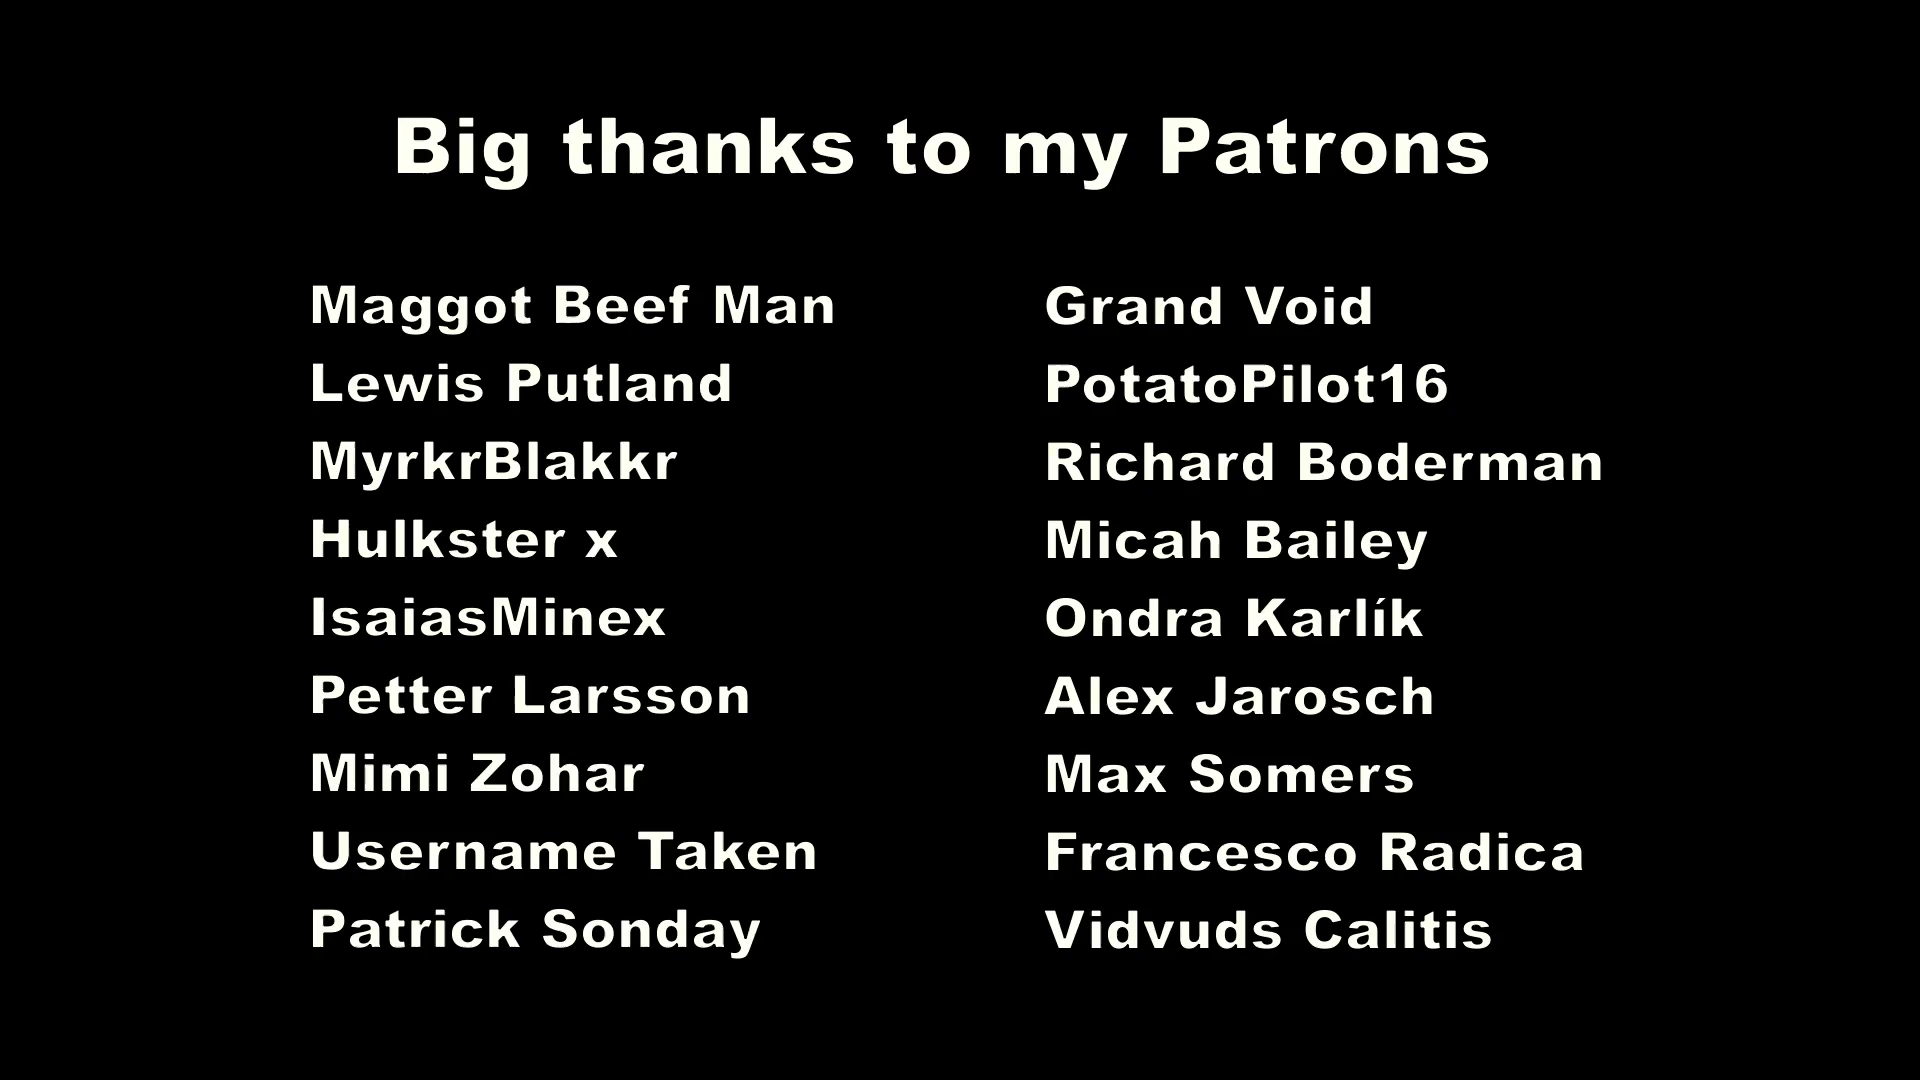 Big thanks to my Patrons
Maggot Beef Man
Lewis Putland
MyrkrBlakkr
Hulkster x
IsaiasMinex
Petter Larsson
Mimi Zohar
Username Taken
Patrick Sonday
Grand Void
PotatoPilot16
Richard Boderman
Micah Bailey
Ondra Karlík
Alex Jarosch
Max Somers
Francesco Radica
Vidvuds Calitis